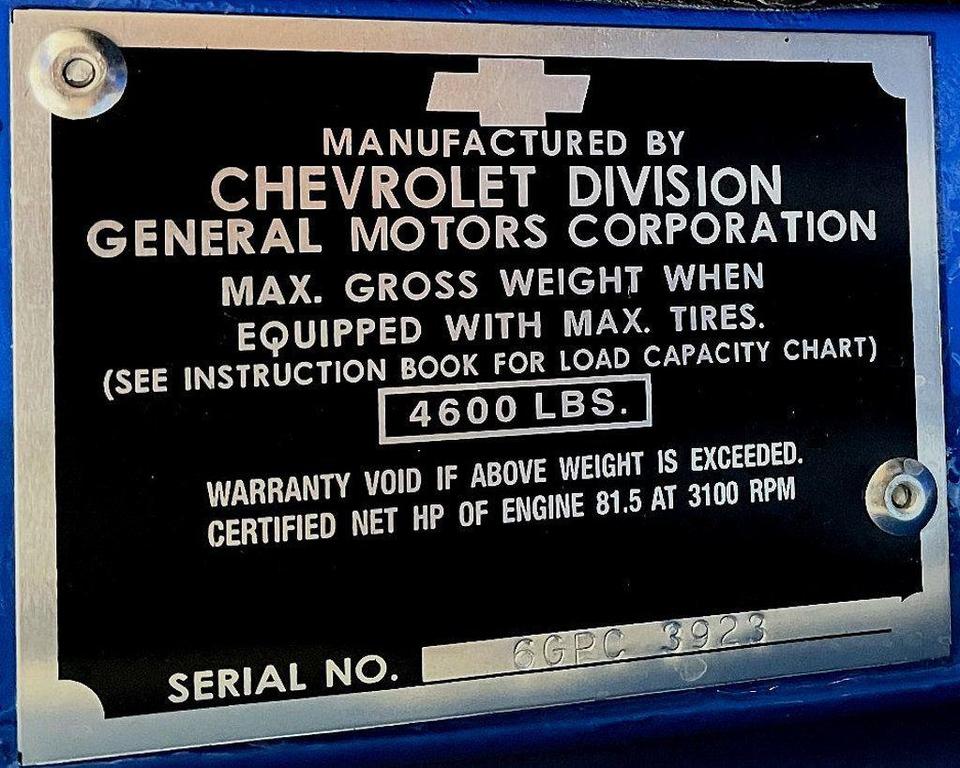 MANUFACTURED BY
CHEVROLET DIVISION
GENERAL MOTORS CORPORATION
MAX. GROSS WEIGHT WHEN
EQUIPPED WITH MAX. TIRES.
(SEE INSTRUCTION BOOK FOR LOAD CAPACITY CHART)
4600 LBS.
WARRANTY VOID IF ABOVE WEIGHT IS EXCEEDED.
CERTIFIED NET HP OF ENGINE 81.5 AT 3100 RPM
SERIAL NO. 6GPC 3923